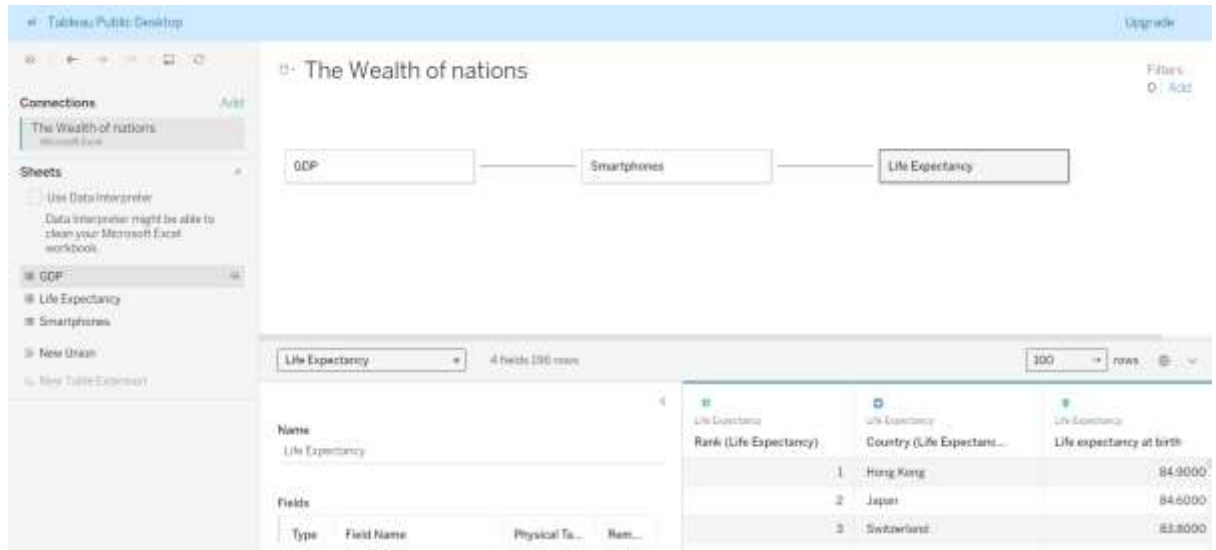 Tableau Public Desktop
Upgrade
The Wealth of nations
Filters
0 Add
Connections
Add
The Wealth of nations
Microsoft Excel
GDP
Smartphones
Life Expectancy
Sheets
Use Data Interpreter
Data Interpreter might be able to
clean your Microsoft Excel
workbook.
GDP
Life Expectancy
Smartphones
New Union
New Table Extension
Life Expectancy
4 fields 196 rows
100
rows
Name
Life Expectancy
Fields
Type Field Name Physical Ta... Rem...
Life Expectancy Life Expectancy Life Expectancy
Rank (Life Expectancy) Country (Life Expectanc... Life expectancy at birth
1 Hong Kong 84.9000
2 Japan 84.6000
3 Switzerland 83.8000